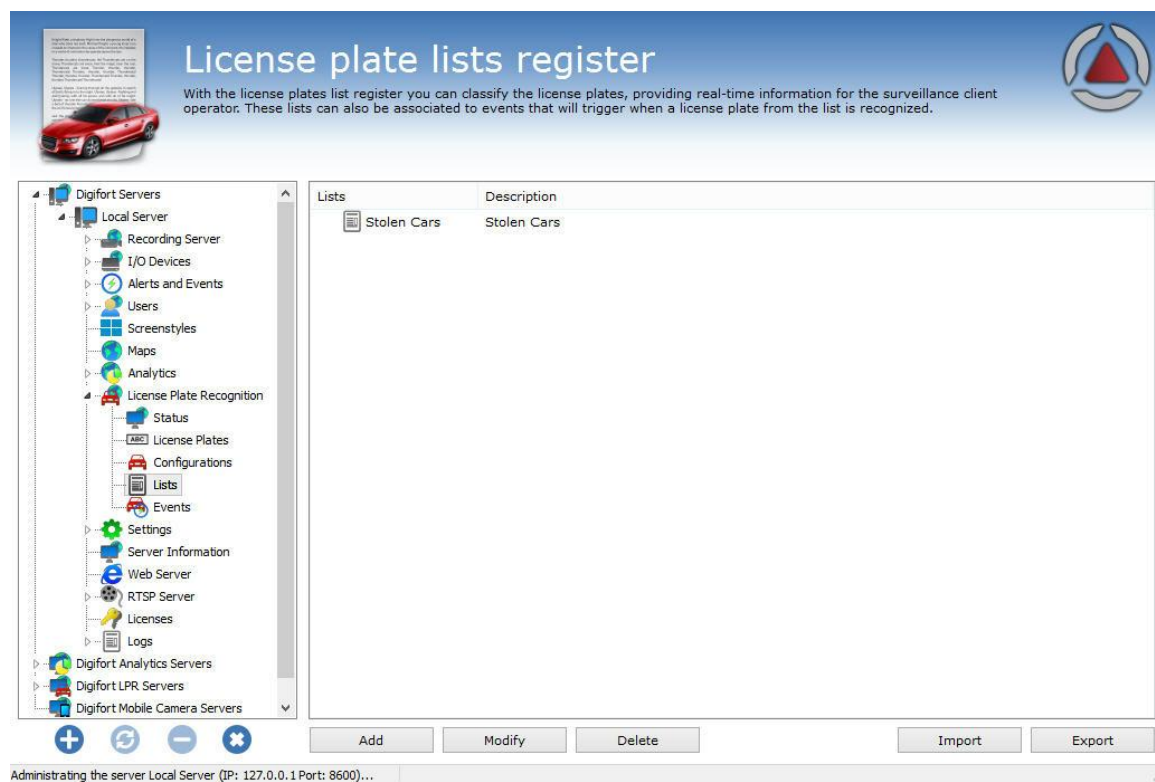 License plate lists register
With the license plates list register you can classify the license plates, providing real-time information for the surveillance client
operator. These lists can also be associated to events that will trigger when a license plate from the list is recognized.
Digifort Servers
Local Server
Recording Server
I/O Devices
Alerts and Events
Users
Screenstyles
Maps
Analytics
License Plate Recognition
Status
ABC License Plates
Configurations
Lists
Events
Settings
Server Information
Web Server
RTSP Server
Licenses
Logs
Digifort Analytics Servers
Digifort LPR Servers
Digifort Mobile Camera Servers
Lists Description
Stolen Cars Stolen Cars
Add Modify Delete Import Export
Administrating the server Local Server (IP: 127.0.0.1 Port: 8600)...